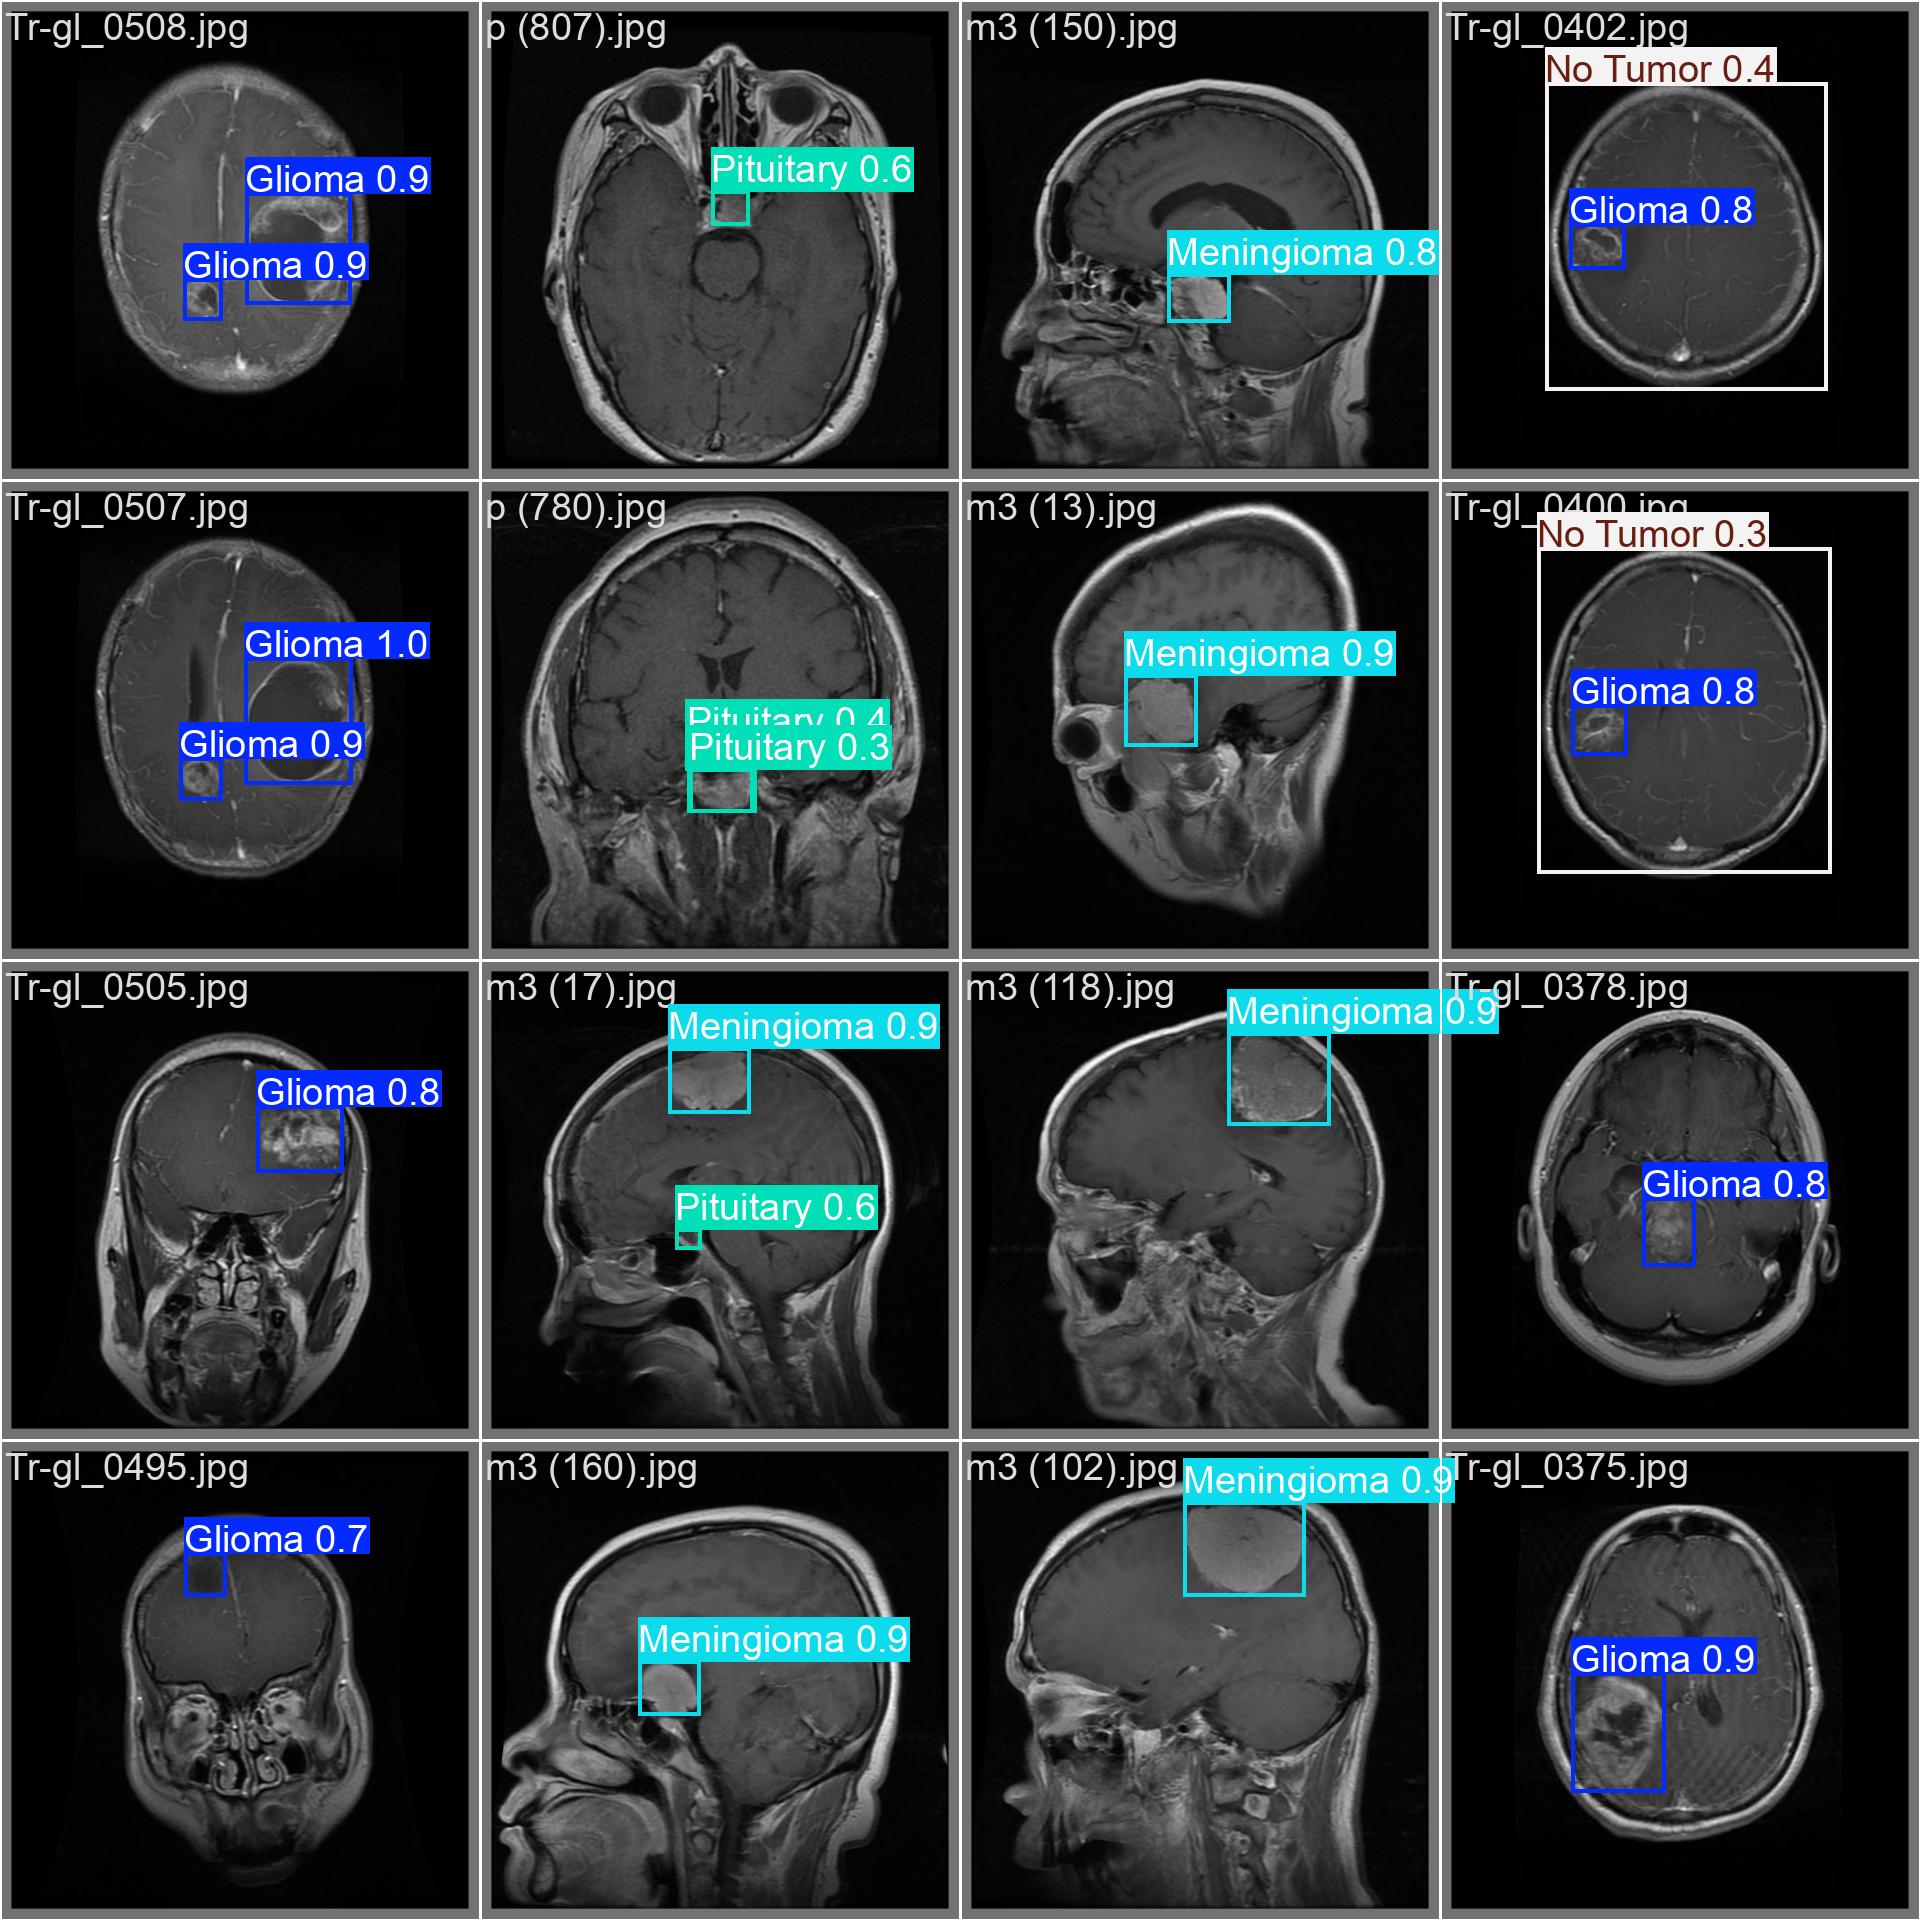 Tr-gl_0508.jpg
Glioma 0.9
Glioma 0.9
p (807).jpg
Pituitary 0.6
m3 (150).jpg
Meningioma 0.8
Tr-gl_0402.jpg
No Tumor 0.4
Glioma 0.8
Tr-gl_0507.jpg
Glioma 1.0
Glioma 0.9
p (780).jpg
Pituitary 0.4
Pituitary 0.3
m3 (13).jpg
Meningioma 0.9
Tr-gl_0400.jpg
No Tumor 0.3
Glioma 0.8
Tr-gl_0505.jpg
Glioma 0.8
m3 (17).jpg
Meningioma 0.9
Pituitary 0.6
m3 (118).jpg
Meningioma 0.9
Tr-gl_0378.jpg
Glioma 0.8
Tr-gl_0495.jpg
Glioma 0.7
m3 (160).jpg
Meningioma 0.9
m3 (102).jpg
Meningioma 0.9
Tr-gl_0375.jpg
Glioma 0.9